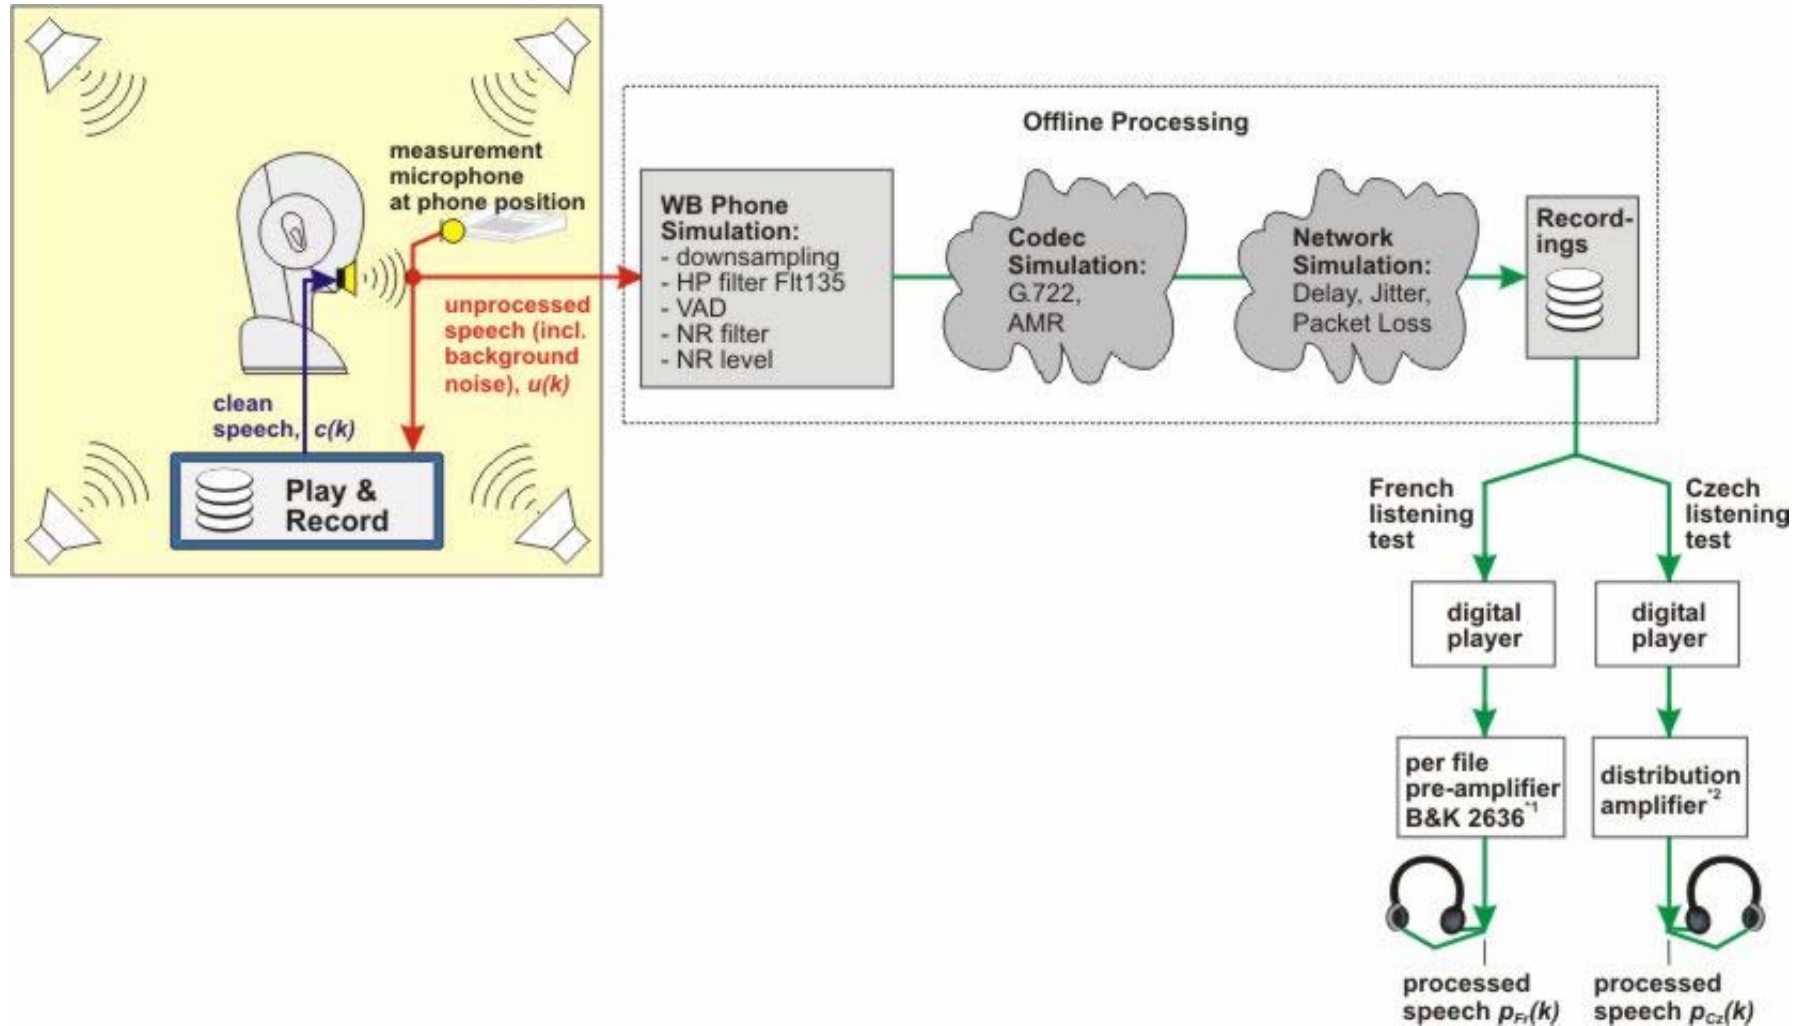 measurement
microphone
at phone position
unprocessed
speech (incl.
background
noise), u(k)
clean
speech, c(k)
Play &
Record
Offline Processing
WB Phone
Simulation:
- downsampling
- HP filter Flt135
- VAD
- NR filter
- NR level
Codec
Simulation:
G.722,
AMR
Network
Simulation:
Delay, Jitter,
Packet Loss
Record-
ings
French
listening
test
Czech
listening
test
digital
player
digital
player
per file
pre-amplifier
B&K 2636*1
distribution
amplifier*2
processed
speech pFr(k)
processed
speech pCz(k)